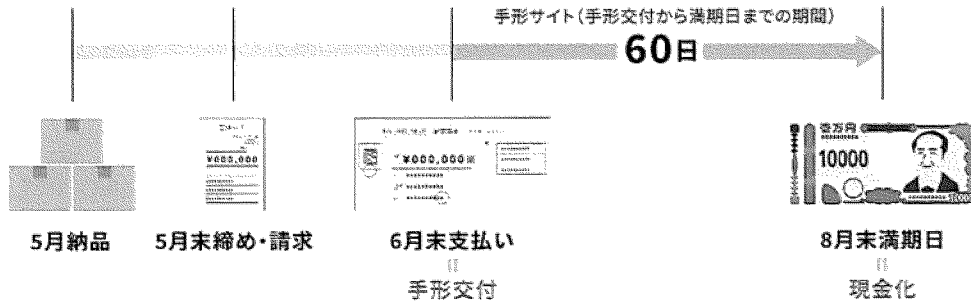 手形サイト(手形交付から満期日までの期間)
60日
¥000,000
¥000,000※
壱万円
10000
5月納品
5月末締め・請求
6月末支払い
手形交付
8月末満期日
現金化